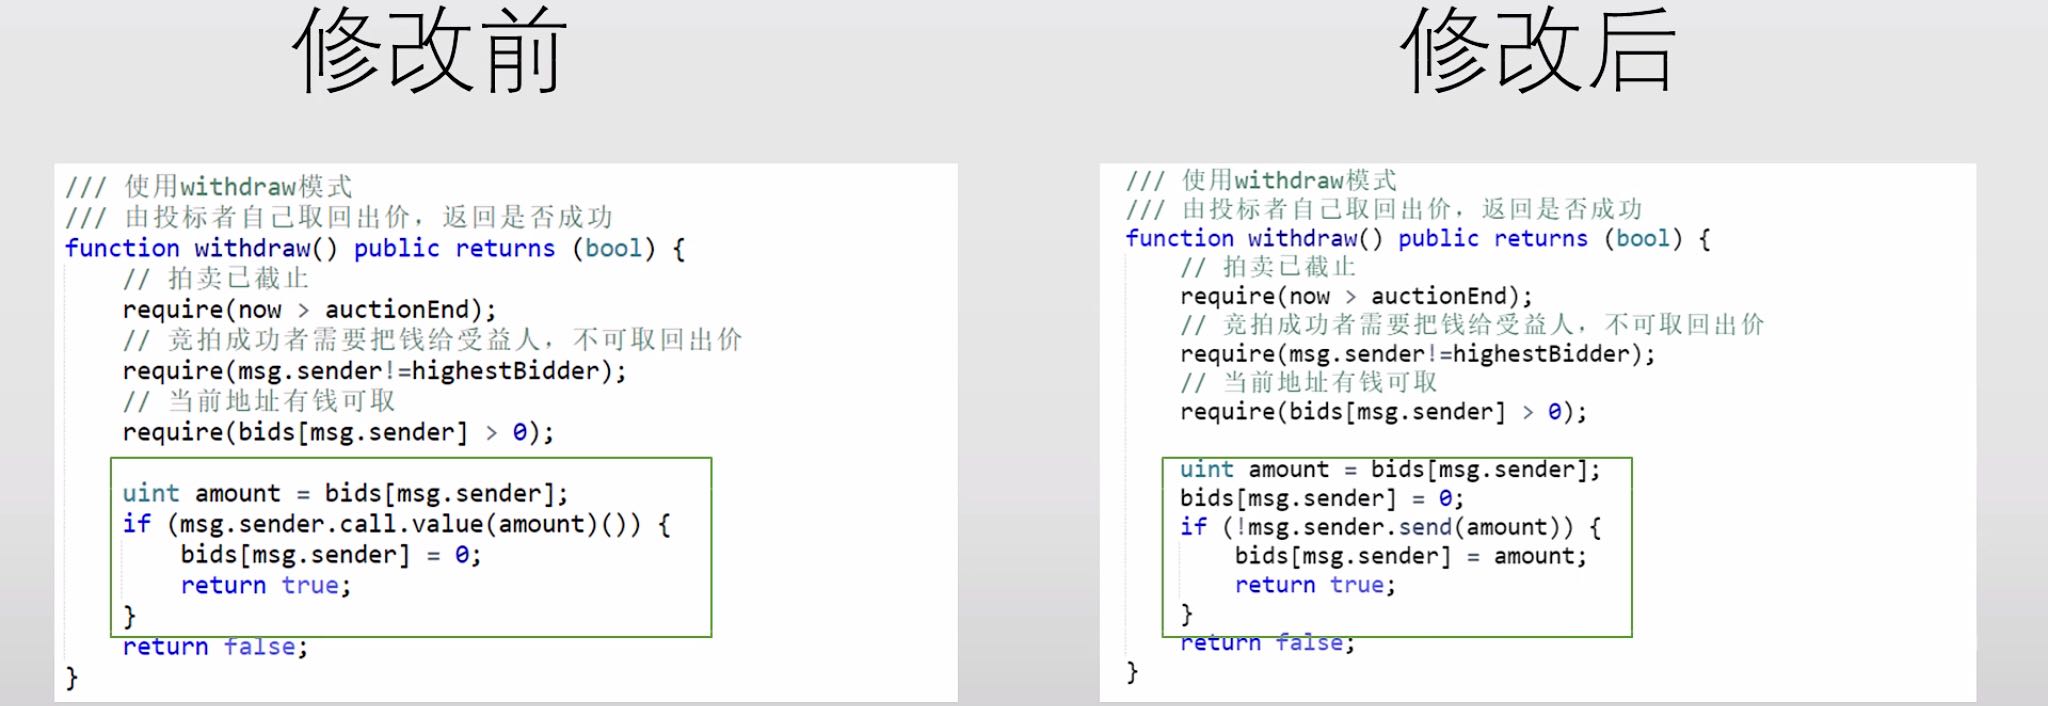 修改前
/// 使用withdraw模式
/// 由投标者自己取回出价，返回是否成功
function withdraw() public returns (bool) {
// 拍卖已截止
require(now > auctionEnd);
// 竞拍成功者需要把钱给受益人，不可取回出价
require(msg.sender!=highestBidder);
// 当前地址有钱可取
require(bids[msg.sender] > 0);
uint amount = bids[msg.sender];
if (msg.sender.call.value(amount)()) {
bids[msg.sender] = 0;
return true;
}
return false;
}
修改后
/// 使用withdraw模式
/// 由投标者自己取回出价，返回是否成功
function withdraw() public returns (bool) {
// 拍卖已截止
require(now > auctionEnd);
// 竞拍成功者需要把钱给受益人，不可取回出价
require(msg.sender!=highestBidder);
// 当前地址有钱可取
require(bids[msg.sender] > 0);
uint amount = bids[msg.sender];
bids[msg.sender] = 0;
if (!msg.sender.send(amount)) {
bids[msg.sender] = amount;
return true;
}
return false;
}